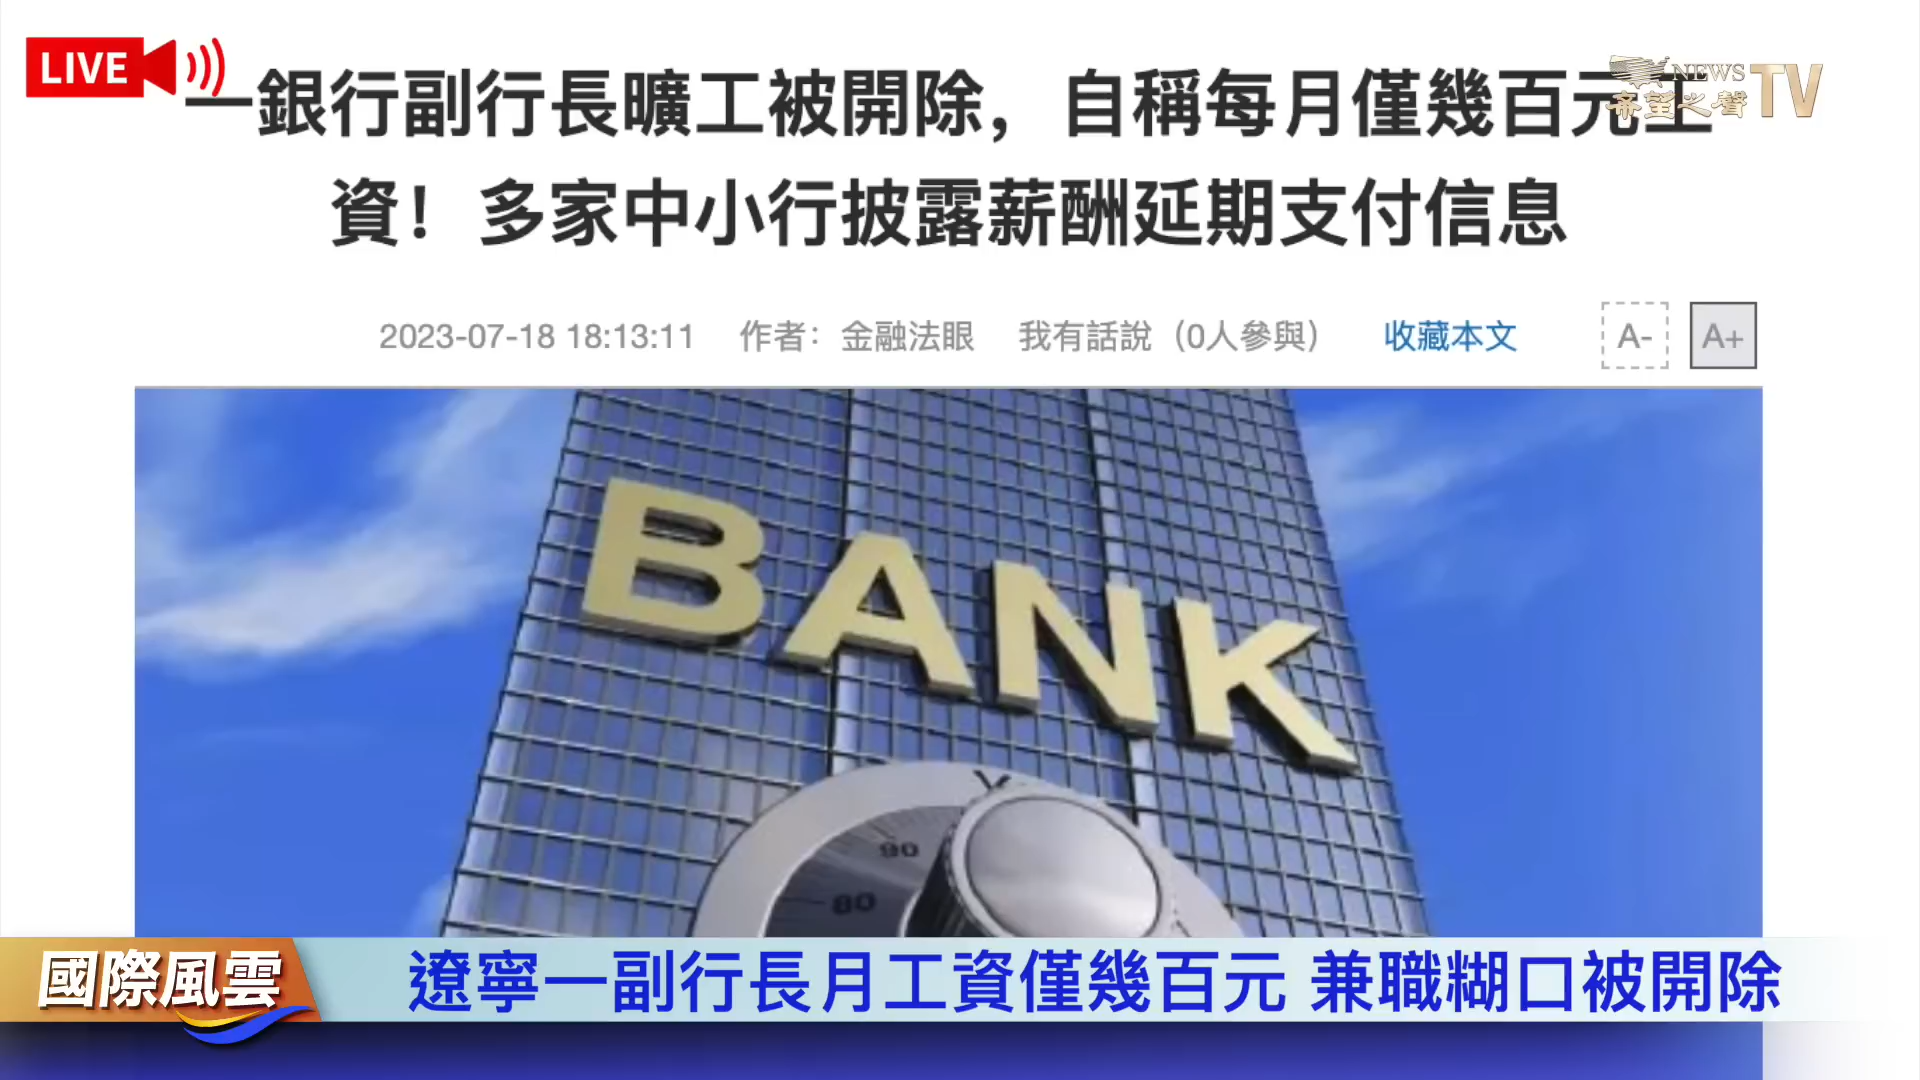 LIVE
NEWS
希望之聲TV
一銀行副行長曠工被開除，自稱每月僅幾百元工
資！多家中小行披露薪酬延期支付信息
2023-07-18 18:13:11 作者：金融法眼 我有話說（0人參與） 收藏本文 A- A+
BANK
90
80
國際風雲
遼寧一副行長月工資僅幾百元 兼職糊口被開除